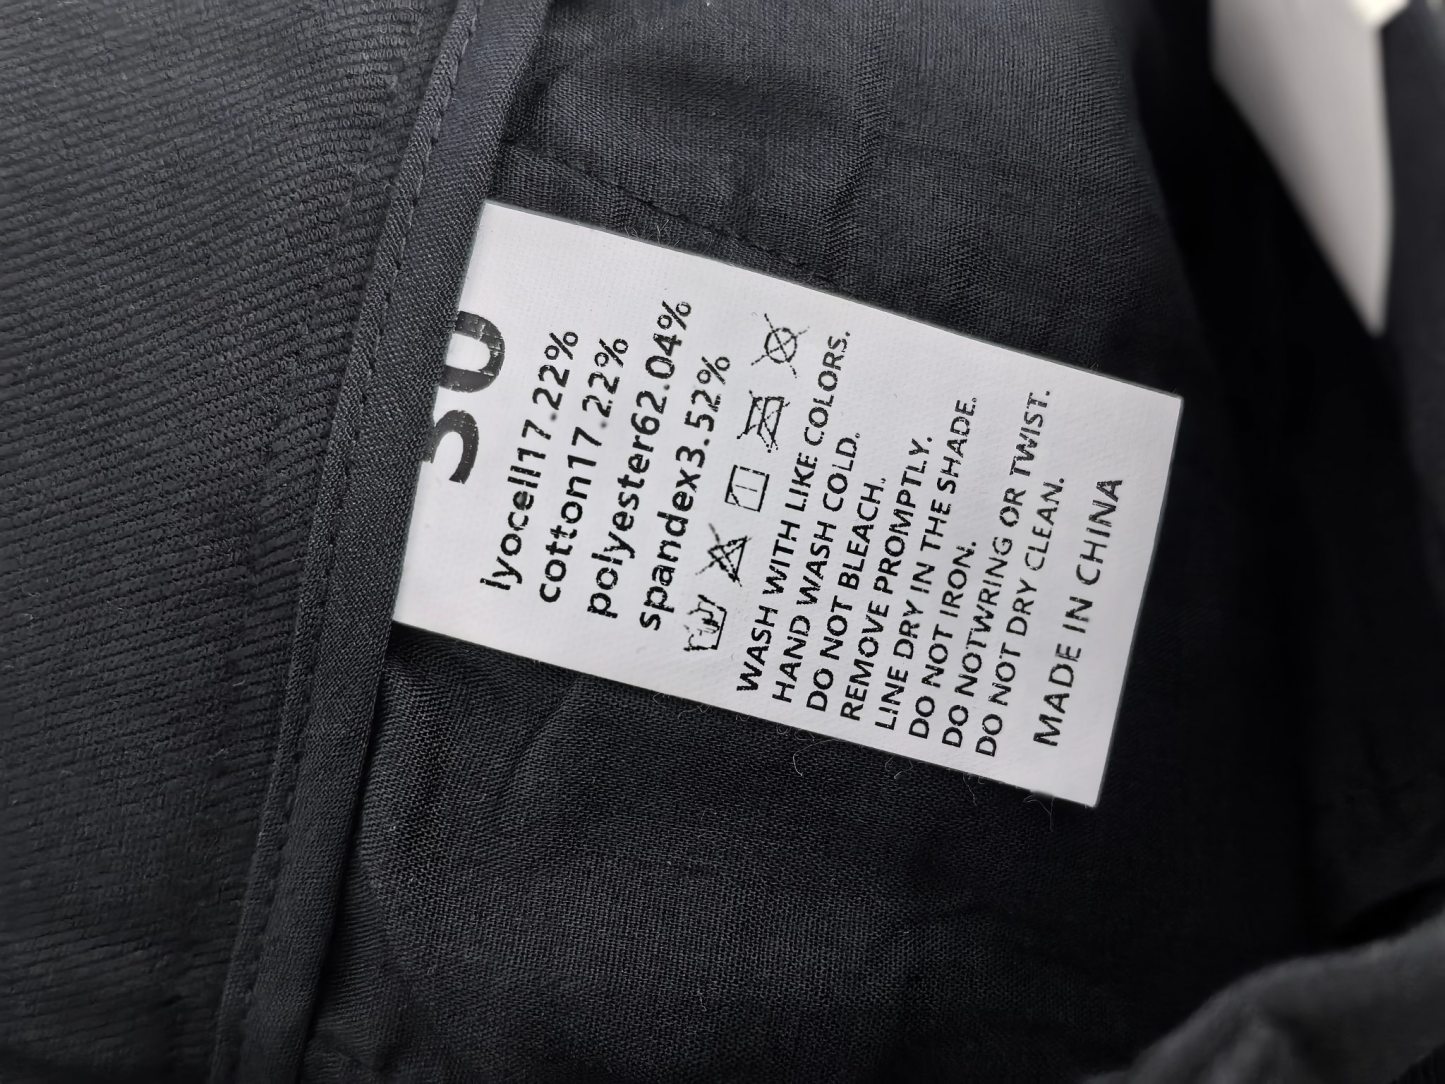 30
lyocell17.22%
cotton17.22%
polyester62.04%
spandex3.52%
WASH WITH LIKE COLORS.
HAND WASH COLD.
DO NOT BLEACH.
REMOVE PROMPTLY.
LINE DRY IN THE SHADE.
DO NOT IRON.
DO NOTWRING OR TWIST.
DO NOT DRY CLEAN.
MADE IN CHINA